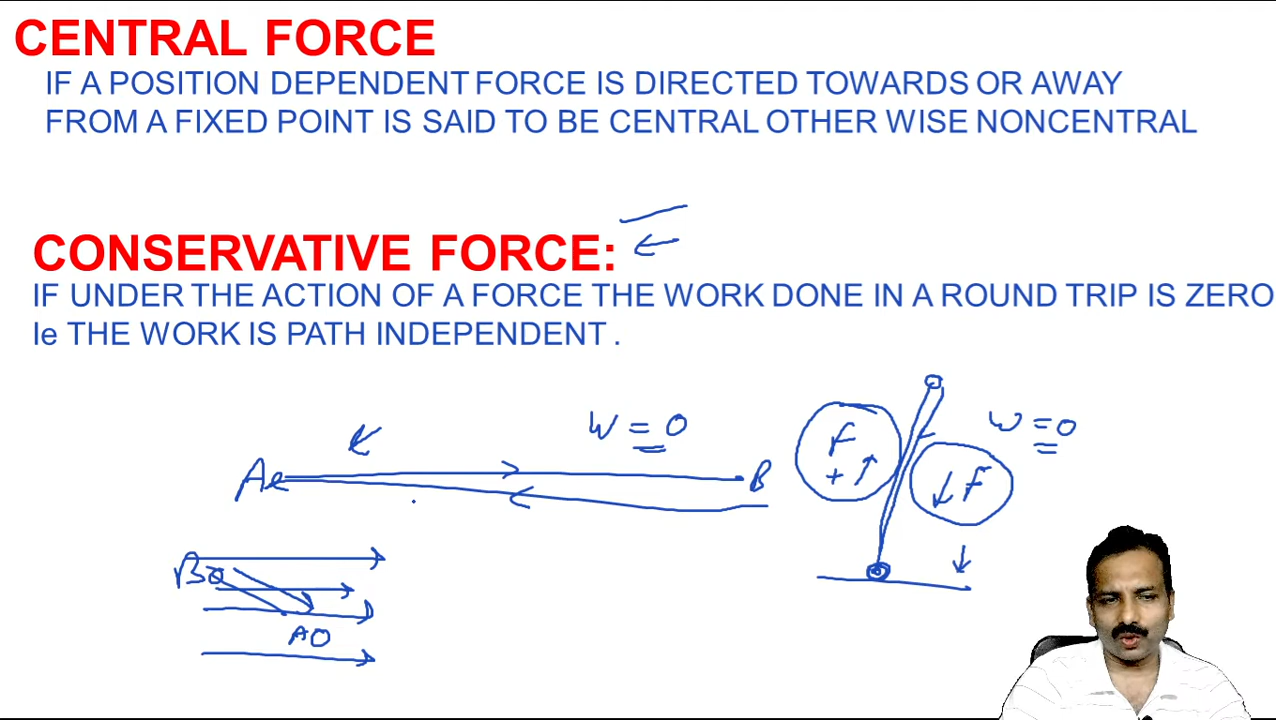 CENTRAL FORCE
IF A POSITION DEPENDENT FORCE IS DIRECTED TOWARDS OR AWAY
FROM A FIXED POINT IS SAID TO BE CENTRAL OTHER WISE NONCENTRAL
CONSERVATIVE FORCE:
IF UNDER THE ACTION OF A FORCE THE WORK DONE IN A ROUND TRIP IS ZERO
Ie THE WORK IS PATH INDEPENDENT .
W = 0
W = 0
F
+
F
A
B
B
A